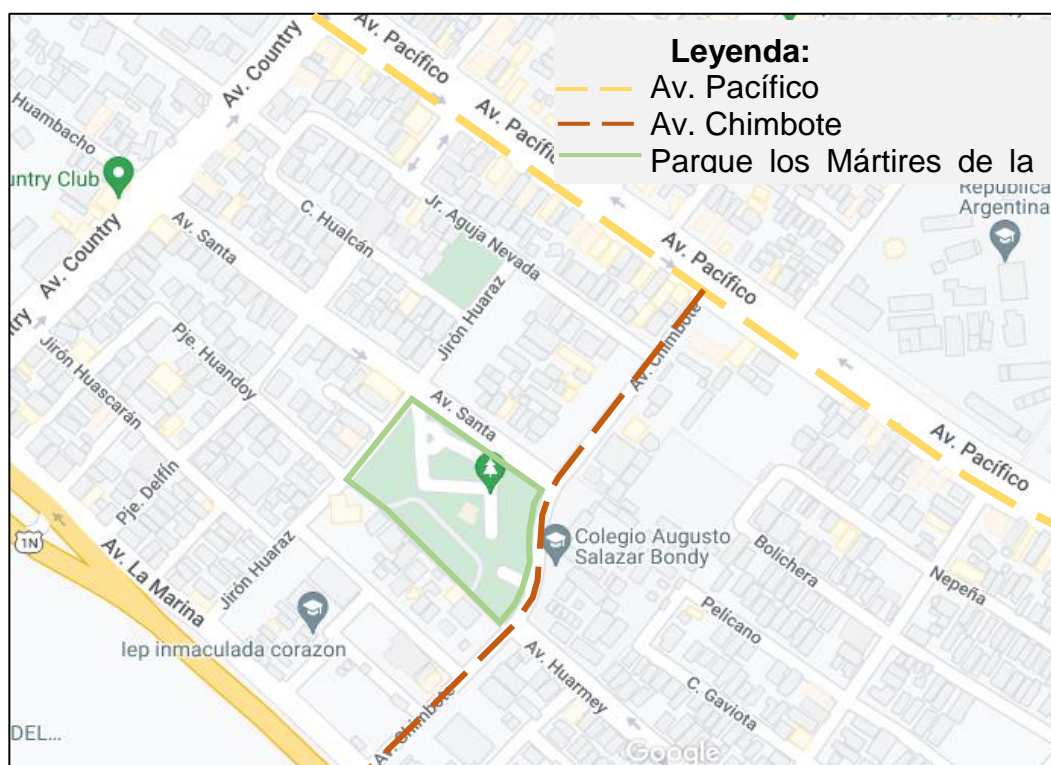 Leyenda:
Av. Pacífico
Av. Chimbote
Parque los Mártires de la
Av. Pacífico
Av. Pacífico
Av. Country
Huambacho
untry Club
Av. Country
Av. Santa
C. Hualcán
Jr. Aguja Nevada
Jirón Huaraz
Av. Pacífico
República
Argentina
Av. Chimbote
Jirón Huascarán
Pje. Huandoy
Av. Santa
Av. Pacífico
Pje. Delfín
1N
Av. La Marina
Jirón Huaraz
Colegio Augusto
Salazar Bondy
Bolichera
Nepeña
Pelícano
Iep inmaculada corazon
Av. Huarmey
C. Gaviota
Av. Chimbote
DEL...
Google